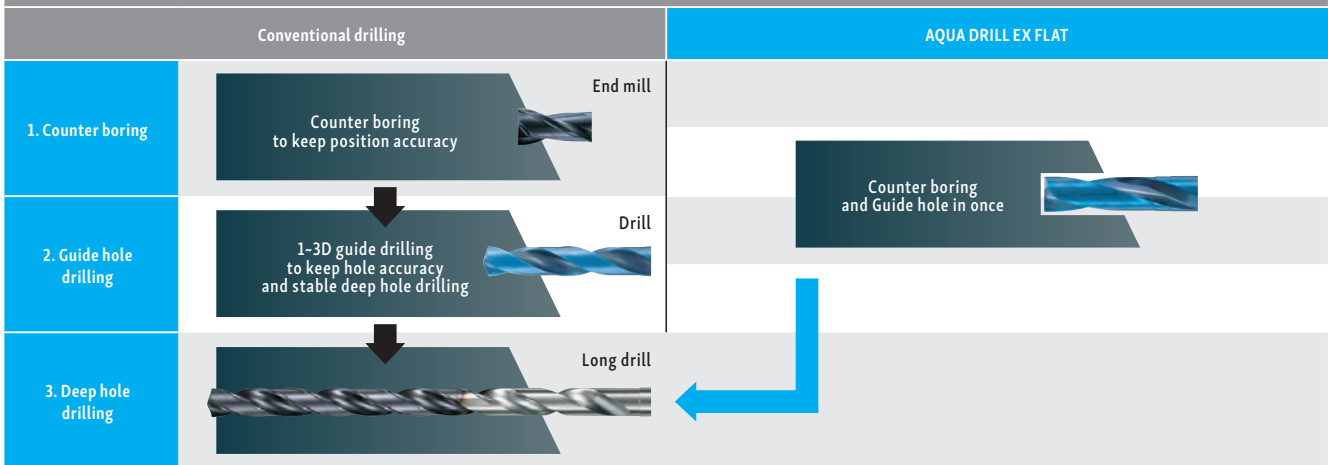 Conventional drilling
AQUA DRILL EX FLAT
1. Counter boring
Counter boring
to keep position accuracy
End mill
Counter boring
and Guide hole in once
2. Guide hole
drilling
1~3D guide drilling
to keep hole accuracy
and stable deep hole drilling
Drill
3. Deep hole
drilling
Long drill